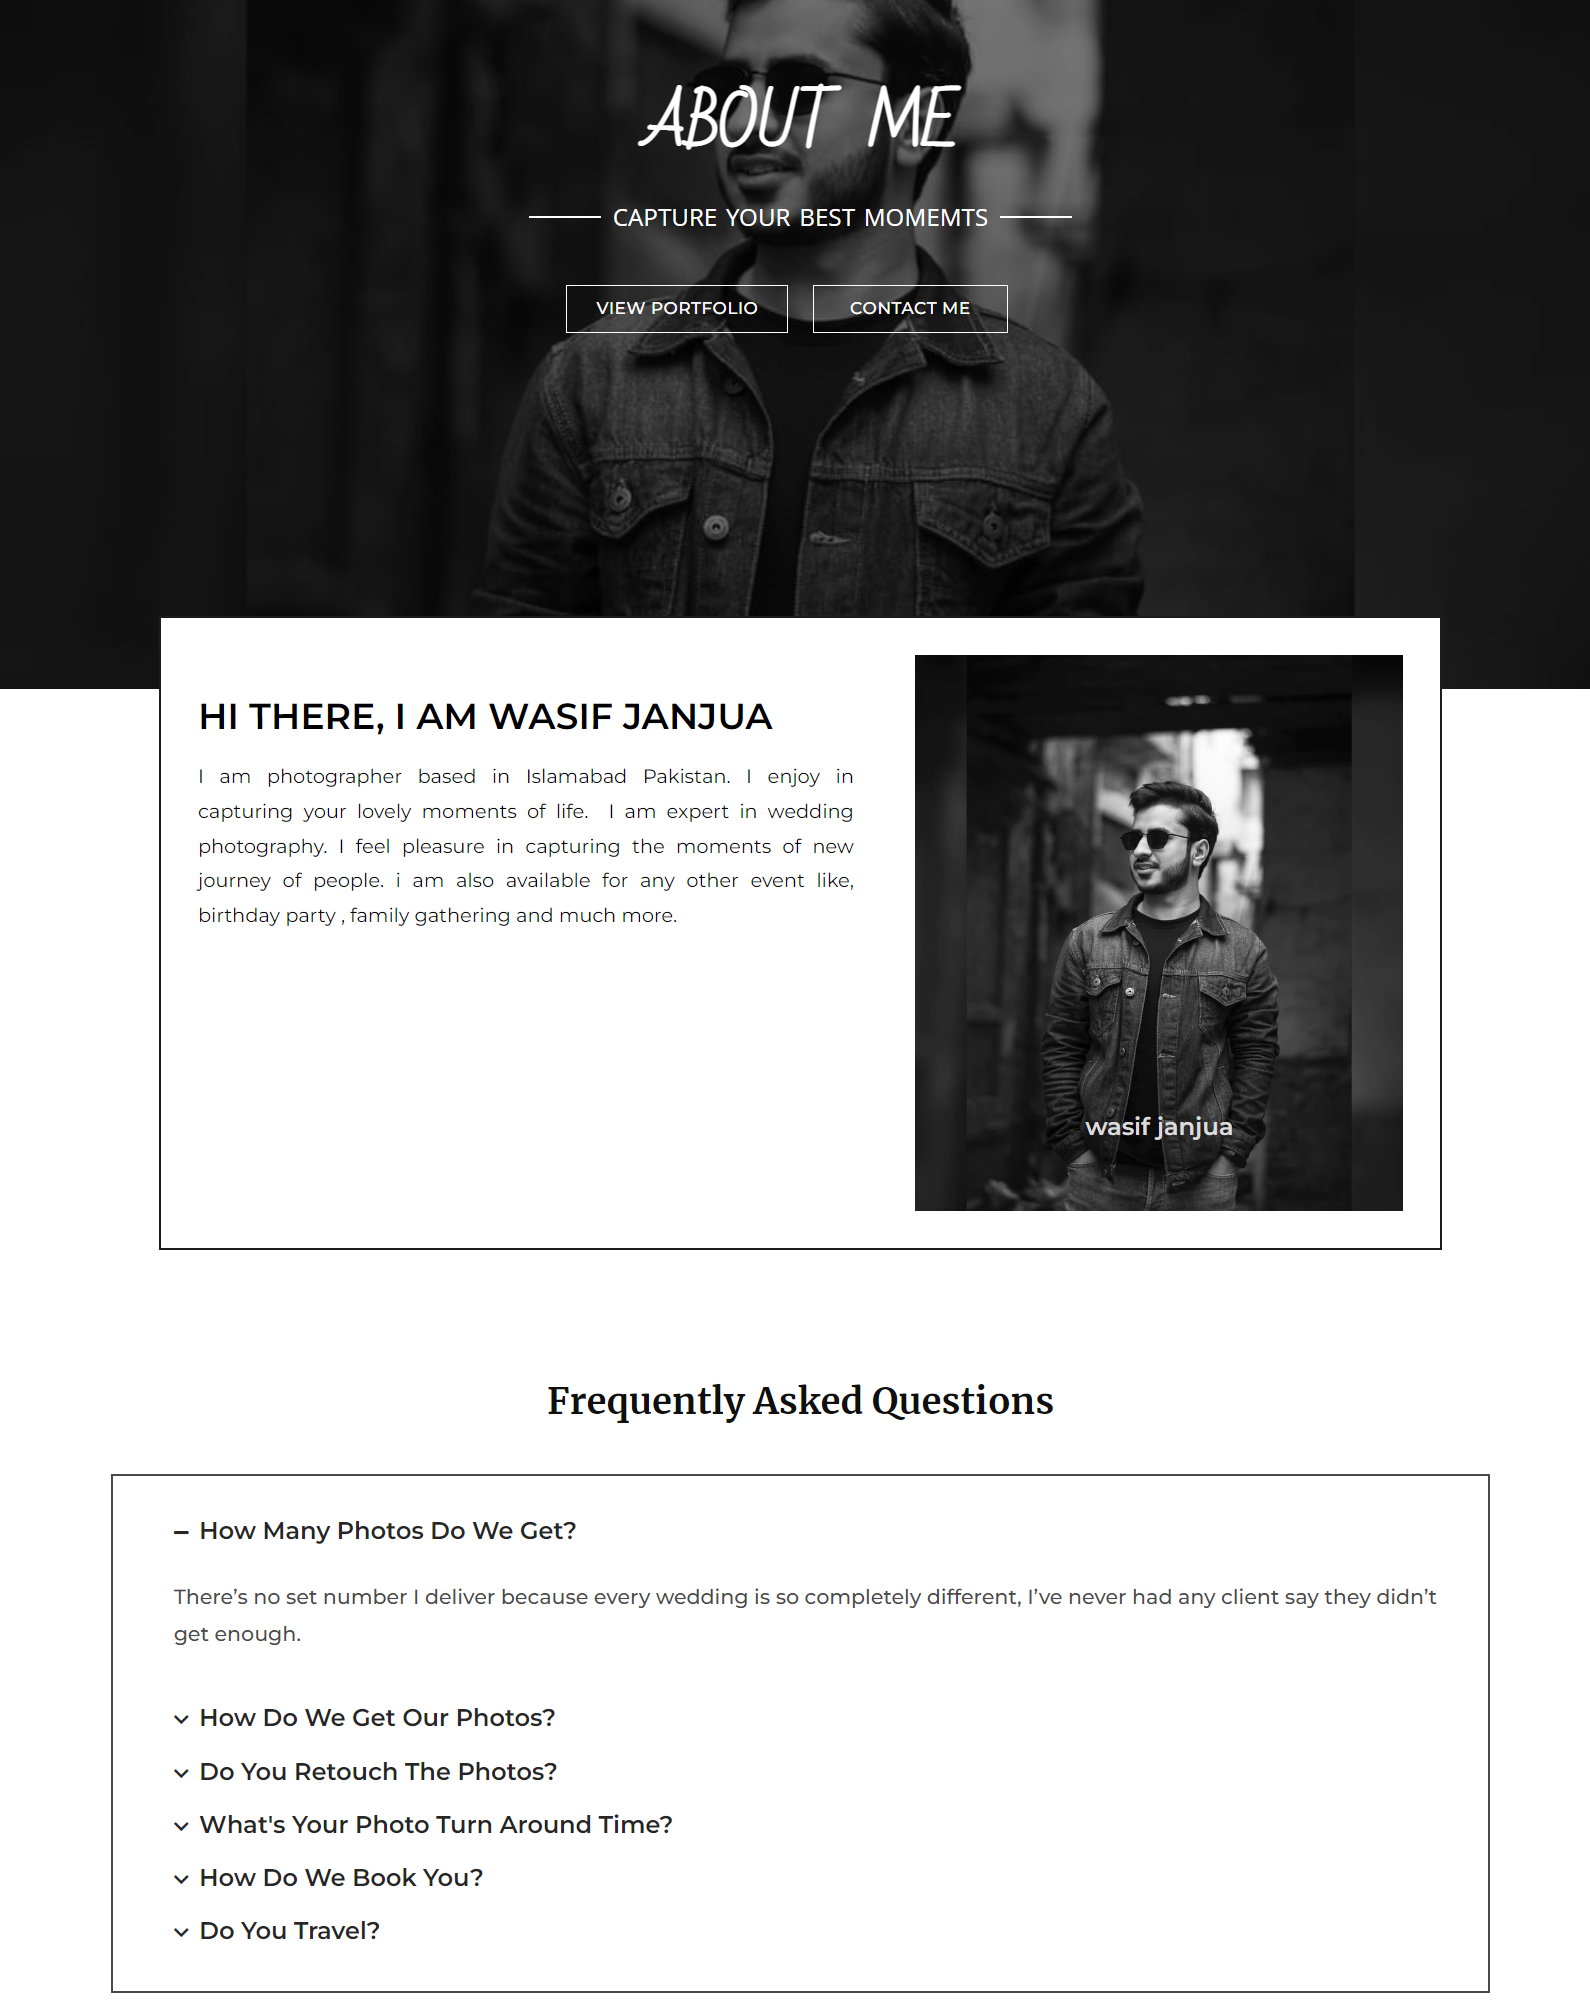 ABOUT ME
CAPTURE YOUR BEST MOMEMTS
VIEW PORTFOLIO
CONTACT ME
HI THERE, I AM WASIF JANJUA
I am photographer based in Islamabad Pakistan. I enjoy in
capturing your lovely moments of life. I am expert in wedding
photography. I feel pleasure in capturing the moments of new
journey of people. i am also available for any other event like,
birthday party , family gathering and much more.
wasif janjua
Frequently Asked Questions
How Many Photos Do We Get?
There’s no set number I deliver because every wedding is so completely different, I’ve never had any client say they didn’t
get enough.
How Do We Get Our Photos?
Do You Retouch The Photos?
What's Your Photo Turn Around Time?
How Do We Book You?
Do You Travel?